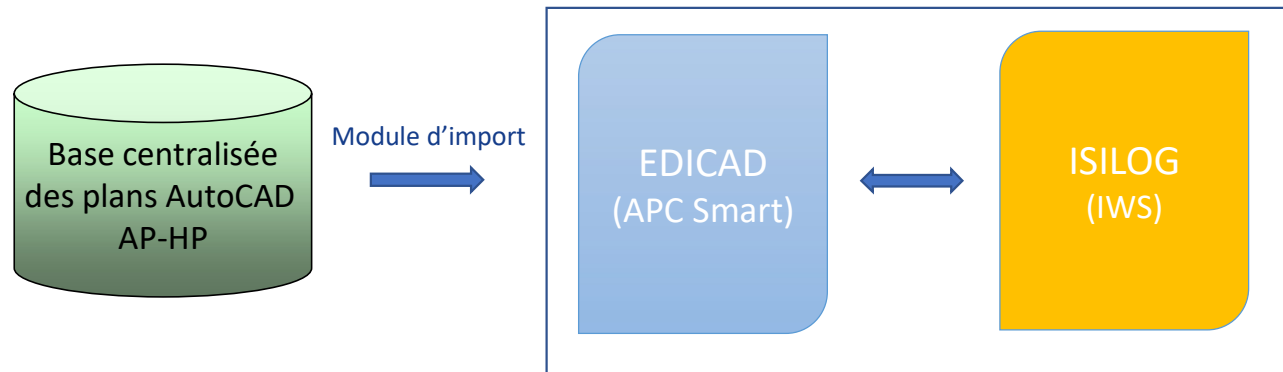 Base centralisée
des plans AutoCAD
AP-HP
Module d’import
EDICAD
(APC Smart)
ISILOG
(IWS)